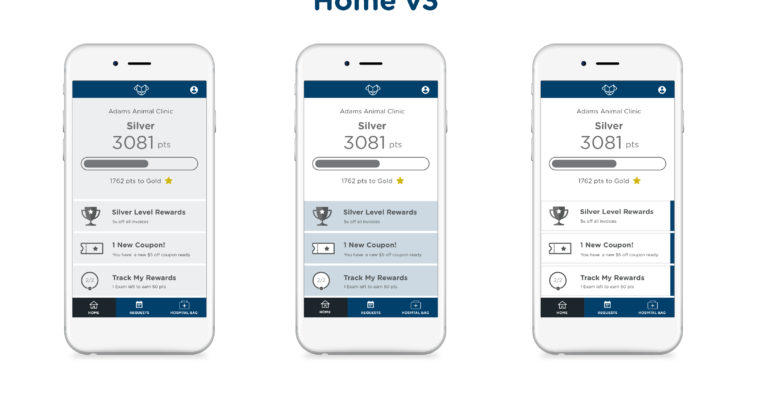 Home V3
Adams Animal Clinic
Silver
3081 pts
1762 pts to Gold
Silver Level Rewards
5x off all invoices
1 New Coupon!
You have a new $5 off coupon ready
2/2
Track My Rewards
1 Exam left to earn 50 pts
HOME
REQUESTS
HOSPITAL BAG
Adams Animal Clinic
Silver
3081 pts
1762 pts to Gold
Silver Level Rewards
5x off all invoices
1 New Coupon!
You have a new $5 off coupon ready
2/2
Track My Rewards
1 Exam left to earn 50 pts
HOME
REQUESTS
HOSPITAL BAG
Adams Animal Clinic
Silver
3081 pts
1762 pts to Gold
Silver Level Rewards
5x off all invoices
1 New Coupon!
You have a new $5 off coupon ready
2/2
Track My Rewards
1 Exam left to earn 50 pts
HOME
REQUESTS
HOSPITAL BAG